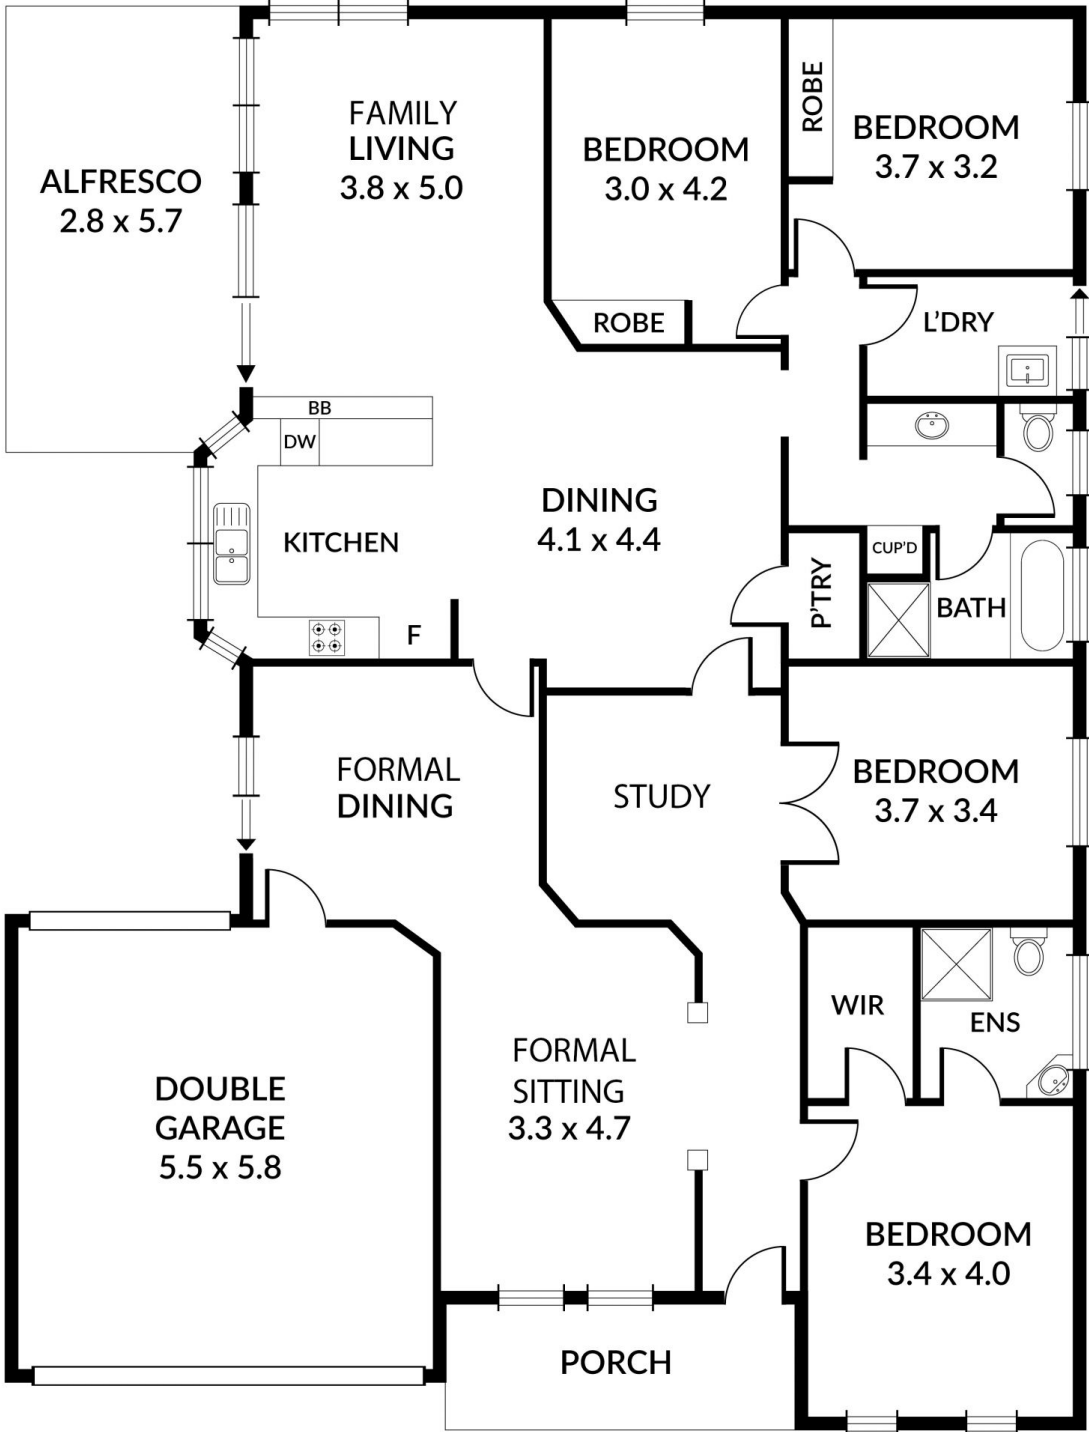 FAMILY
LIVING
3.8 x 5.0
ALFRESCO
2.8 x 5.7
BEDROOM
3.0 x 4.2
ROBE
ROBE
BEDROOM
3.7 x 3.2
L'DRY
BB
DW
KITCHEN
F
DINING
4.1 x 4.4
P'TRY
CUP'D
BATH
FORMAL
DINING
STUDY
BEDROOM
3.7 x 3.4
WIR
ENS
DOUBLE
GARAGE
5.5 x 5.8
FORMAL
SITTING
3.3 x 4.7
BEDROOM
3.4 x 4.0
PORCH